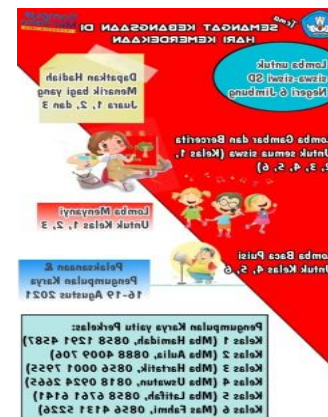 Tema
SEMANGAT KEBANGSAAN DI
HARI KEMERDEKAAN
Lomba untuk
siswa-siswi SD
Negeri 6 Jimbung
Dapatkan Hadiah
Menarik bagi yang
Juara 1, 2, dan 3
Lomba Gambar dan Bercerita
Untuk semua siswa (Kelas 1,
2, 3, 4, 5, 6)
Lomba Menyanyi
Untuk Kelas 1, 2, 3
Lomba Baca Puisi
Untuk Kelas 4, 5, 6
Pelaksanaan &
Pengumpulan Karya
16-19 Agustus 2021
Pengumpulan Karya yaitu Perkelas:
Kelas 1 (Mba Hamidah, 0858 1291 4587)
Kelas 2 (Mba Aulia, 0888 4009 706)
Kelas 3 (Mba Hartatik, 0856 0001 7955)
Kelas 4 (Mba Uswatun, 0818 0924 2665)
Kelas 5 (Mba Latifah, 0858 6761 6141)
Kelas 6 (Mas Fahmi, 0856 4131 5226)